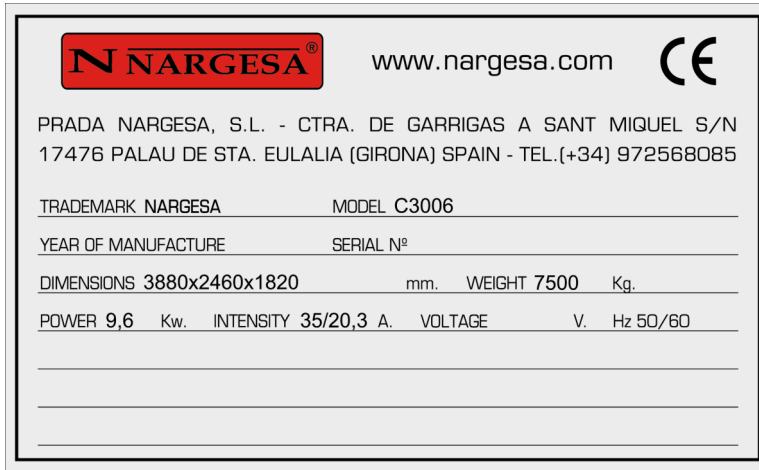 N NARGESA® www.nargesa.com CE
PRADA NARGESA, S.L. - CTRA. DE GARRIGAS A SANT MIQUEL S/N
17476 PALAU DE STA. EULALIA (GIRONA) SPAIN - TEL.(+34) 972568085
TRADEMARK NARGESA MODEL C3006
YEAR OF MANUFACTURE SERIAL Nº
DIMENSIONS 3880x2460x1820 mm. WEIGHT 7500 Kg.
POWER 9,6 Kw. INTENSITY 35/20,3 A. VOLTAGE V. Hz 50/60